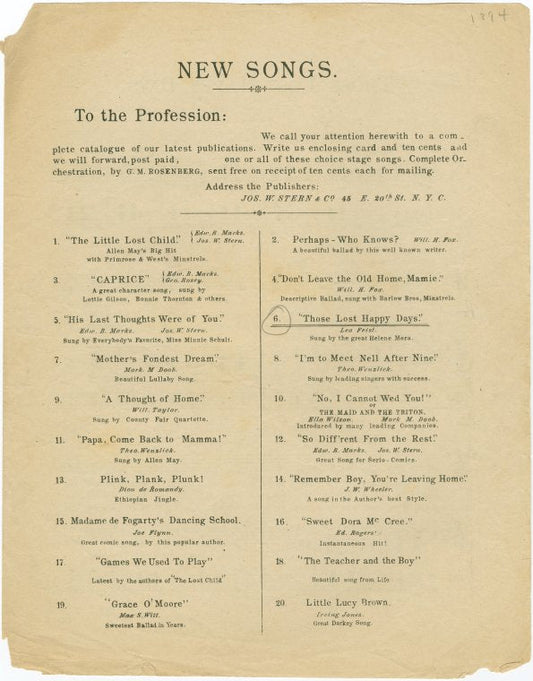 1894
NEW SONGS.
To the Profession:
We call your attention herewith to a com-
plete catalogue of our latest publications. Write us enclosing card and ten cents and
we will forward, post paid, one or all of these choice stage songs. Complete Or-
chestration, by G. M. ROSENBERG, sent free on receipt of ten cents each for mailing.
Address the Publishers:
JOS. W. STERN & Co 45 E. 20th St. N. Y. C.
1. "The Little Lost Child." { Edw. B. Marks.
{ Jos. W. Stern.
Allen May's Big Hit
with Primrose & West's Minstrels.
3. "CAPRICE" { Edw. B. Marks.
{ Geo. Rosey.
A great character song, sung by
Lottie Gilson, Bonnie Thornton & others.
5. "His Last Thoughts Were of You."
Edw. B. Marks. Jos. W. Stern.
Sung by Everybody's Favorite, Miss Minnie Schult.
7. "Mother's Fondest Dream."
Mark. M Doob.
Beautiful Lullaby Song.
9. "A Thought of Home."
Will. Taylor.
Sung by County Fair Quartette.
11. "Papa, Come Back to Mamma!"
Theo. Wenzlick.
Sung by Allen May.
13. Plink, Plank, Plunk!
Dion de Romandy.
Ethiopian Jingle.
15. Madame de Fogarty's Dancing School.
Joe Flynn.
Great comic song, by this popular author.
17. "Games We Used To Play"
Latest by the authors of "The Lost Child"
19. "Grace O'Moore"
Max S. Witt.
Sweetest Ballad in Years.
2. Perhaps - Who Knows? Will. H. Fox.
A beautiful ballad by this well known writer.
4. "Don't Leave the Old Home, Mamie."
Will. H. Fox.
Descriptive Ballad, sung with Barlow Bros, Minstrels.
6. "Those Lost Happy Days."
Leo Feist.
Sung by the great Helene Mora.
8. "I'm to Meet Nell After Nine."
Theo. Wenzlick.
Sung by leading singers with success.
10. "No, I Cannot Wed You!"
or
THE MAID AND THE TRITON.
Ella Wilson. Mark M. Doob.
Introduced by many leading Companies.
12. "So Diff'rent From the Rest."
Edw. B. Marks. Jos. W. Stern.
Great Song for Serio-Comics.
14. "Remember Boy, You're Leaving Home."
J. W. Wheeler.
A song in the Author's best Style.
16. "Sweet Dora Mc Cree."
Ed. Rogers
Instantaneous Hit!
18. "The Teacher and the Boy"
Beautiful song from Life
20. Little Lucy Brown.
Irving Jones.
Great Darkey Song.